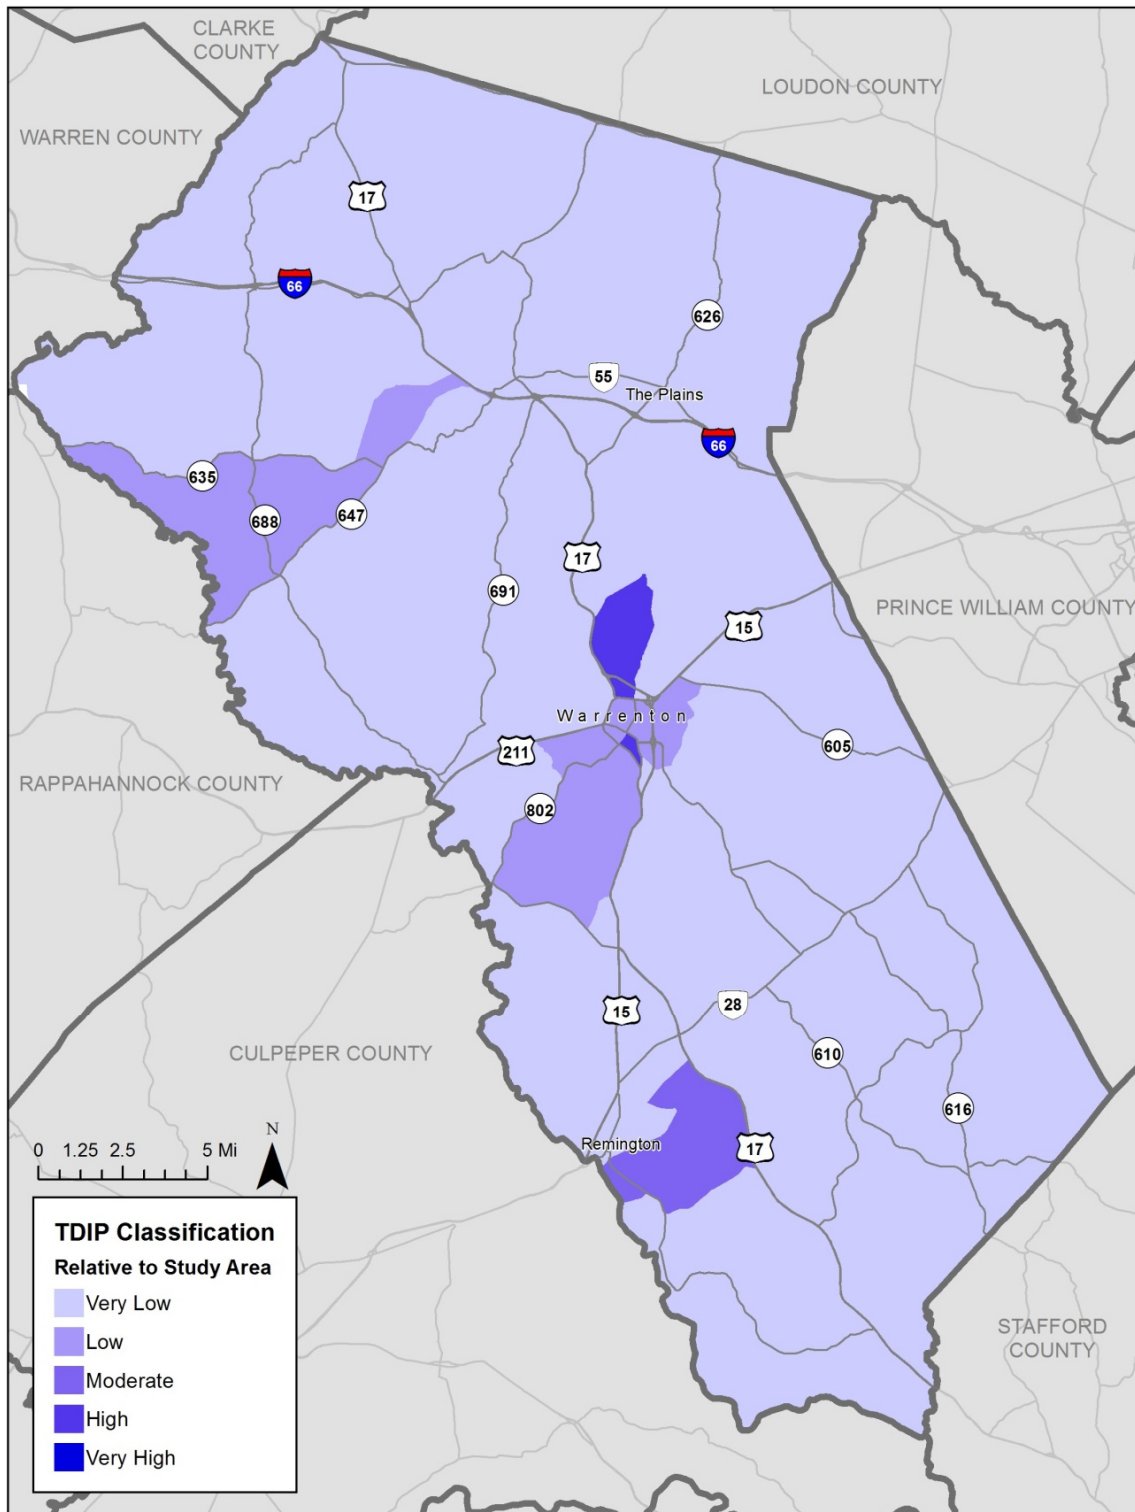 CLARKE
COUNTY
LOUDON COUNTY
WARREN COUNTY
17
66
626
55
The Plains
66
635
688
647
17
691
15
PRINCE WILLIAM COUNTY
Warrenton
211
605
RAPPAHANNOCK COUNTY
802
15
28
CULPEPER COUNTY
610
616
Remington
17
N
0 1.25 2.5 5 Mi
STAFFORD
COUNTY
TDIP Classification
Relative to Study Area
Very Low
Low
Moderate
High
Very High